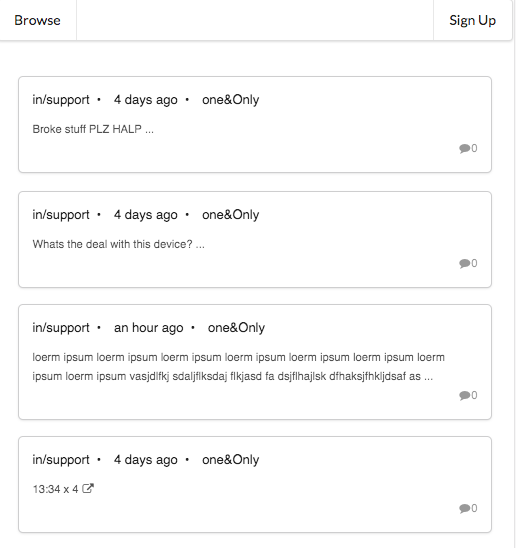 Browse Sign Up
in/support • 4 days ago • one&Only
Broke stuff PLZ HALP ...
0
in/support • 4 days ago • one&Only
Whats the deal with this device? ...
0
in/support • an hour ago • one&Only
loerm ipsum loerm ipsum loerm ipsum loerm ipsum loerm ipsum loerm ipsum loerm
ipsum loerm ipsum vasjdlfkj sdaljflksdaj flkjasd fa dsjflhajlsk dfhaksjfhkljdsaf as ...
0
in/support • 4 days ago • one&Only
13:34 x 4
0